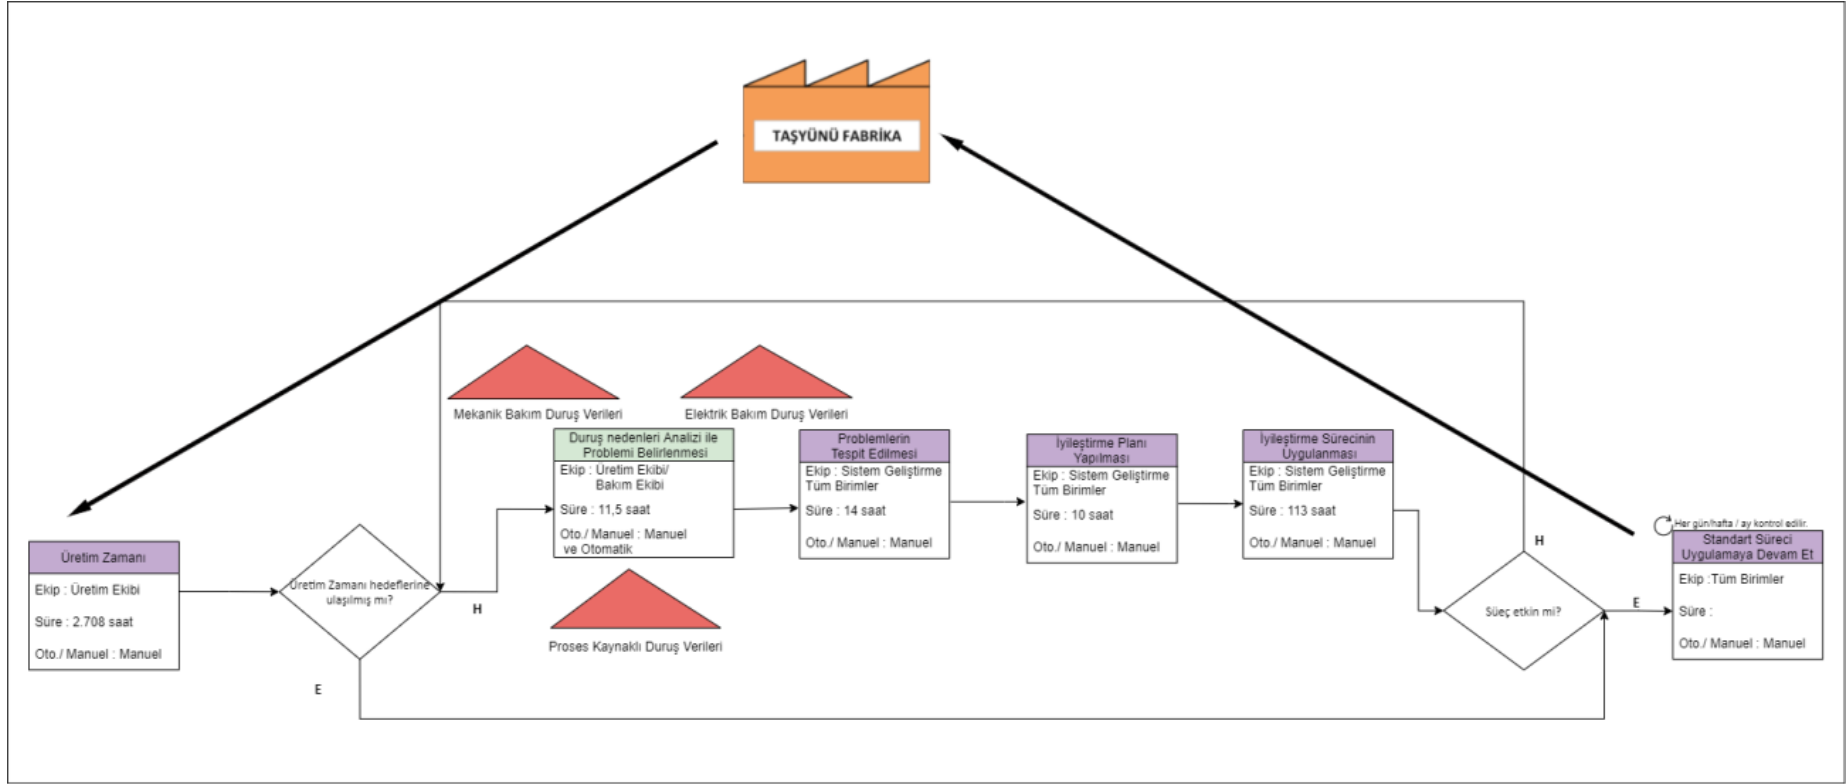 TAŞYÜNÜ FABRİKA
Mekanik Bakım Duruş Verileri
Elektrik Bakım Duruş Verileri
Üretim Zamanı
Ekip : Üretim Ekibi
Süre : 2.708 saat
Oto./ Manuel : Manuel
Üretim Zamanı hedeflerine
ulaşılmış mı?
H
E
Duruş nedenleri Analizi ile
Problemi Belirlenmesi
Ekip : Üretim Ekibi/
Bakım Ekibi
Süre : 11,5 saat
Oto./ Manuel : Manuel
ve Otomatik
Proses Kaynaklı Duruş Verileri
Problemlerin
Tespit Edilmesi
Ekip : Sistem Geliştirme
Tüm Birimler
Süre : 14 saat
Oto./ Manuel : Manuel
İyileştirme Planı
Yapılması
Ekip : Sistem Geliştirme
Tüm Birimler
Süre : 10 saat
Oto./ Manuel : Manuel
İyileştirme Sürecinin
Uygulanması
Ekip : Sistem Geliştirme
Tüm Birimler
Süre : 113 saat
Oto./ Manuel : Manuel
H
Süeç etkin mi?
E
Her gün/hafta / ay kontrol edilir.
Standart Süreci
Uygulamaya Devam Et
Ekip :Tüm Birimler
Süre :
Oto./ Manuel : Manuel